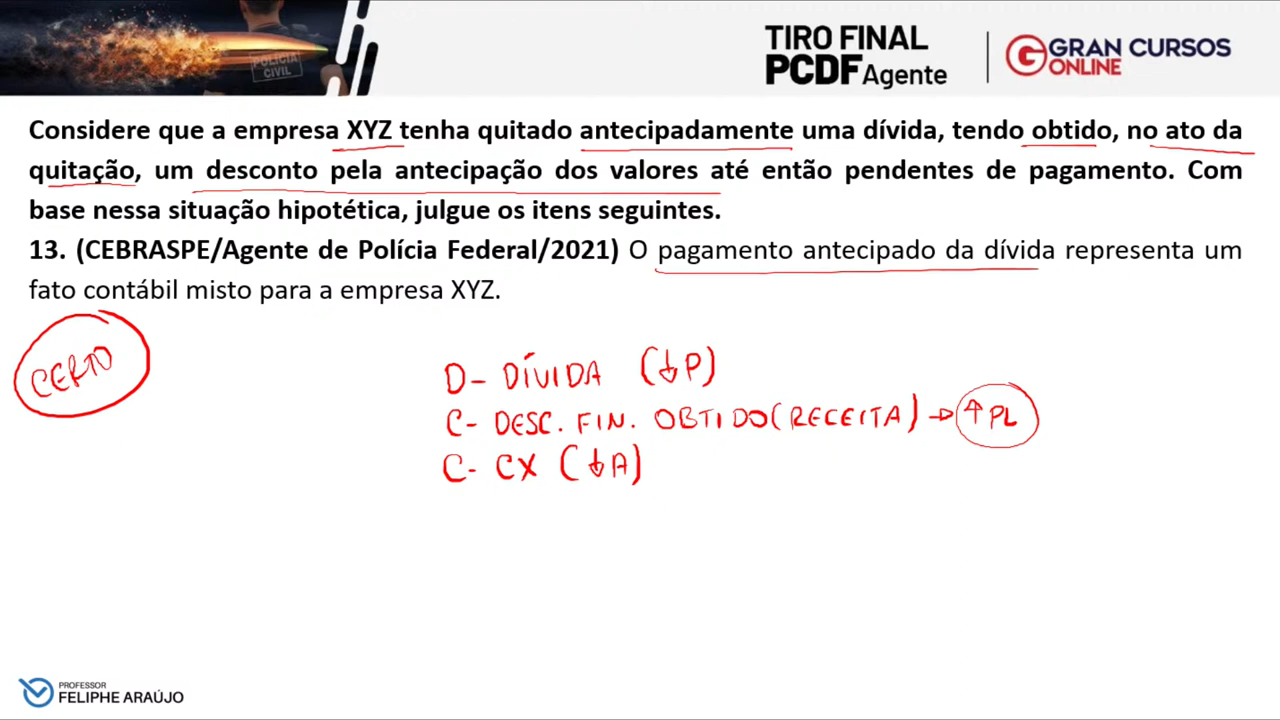 POLÍCIA
CIVIL
TIRO FINAL
PCDF Agente
GRAN CURSOS
ONLINE
Considere que a empresa XYZ tenha quitado antecipadamente uma dívida, tendo obtido, no ato da
quitação, um desconto pela antecipação dos valores até então pendentes de pagamento. Com
base nessa situação hipotética, julgue os itens seguintes.
13. (CEBRASPE/Agente de Polícia Federal/2021) O pagamento antecipado da dívida representa um
fato contábil misto para a empresa XYZ.
CERTO
D- DÍVIDA (↓P)
C- DESC. FIN. OBTIDO (RECEITA) → ↑ PL
C- CX (↓A)
PROFESSOR
FELIPHE ARAÚJO